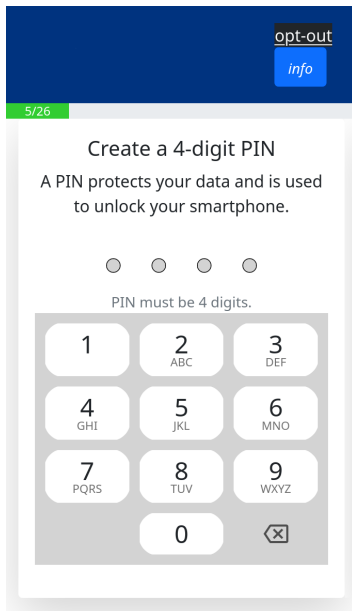 opt-out
info
5/26
Create a 4-digit PIN
A PIN protects your data and is used
to unlock your smartphone.
PIN must be 4 digits.
1 2 3
ABC DEF
4 5 6
GHI JKL MNO
7 8 9
PQRS TUV WXYZ
0